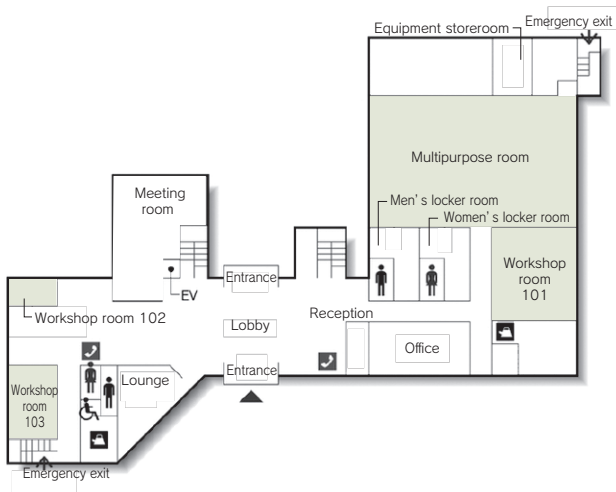 Emergency exit
Equipment storeroom
Multipurpose room
Meeting
room
Men's locker room
Women's locker room
Workshop
room
101
Entrance
EV
Workshop room 102
Reception
Lobby
Office
Entrance
Lounge
Workshop
room
103
Emergency exit